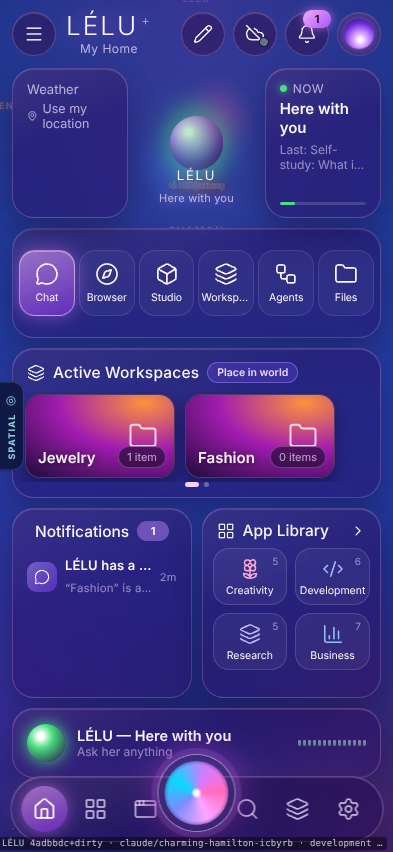 LÉLU +
My Home
1
Weather
Use my
location
LÉLU
Here with you
NOW
Here with
you
Last: Self-
study: What i...
Chat
Browser
Studio
Worksp...
Agents
Files
SPATIAL
Active Workspaces
Place in world
Jewelry
1 item
Fashion
0 items
Notifications
1
LÉLU has a ...
"Fashion" is a...
2m
App Library
Creativity
5
Development
6
Research
5
Business
7
LÉLU — Here with you
Ask her anything
LÉLU 4adbbdc+dirty · claude/charming-hamilton-icbyrb · development …